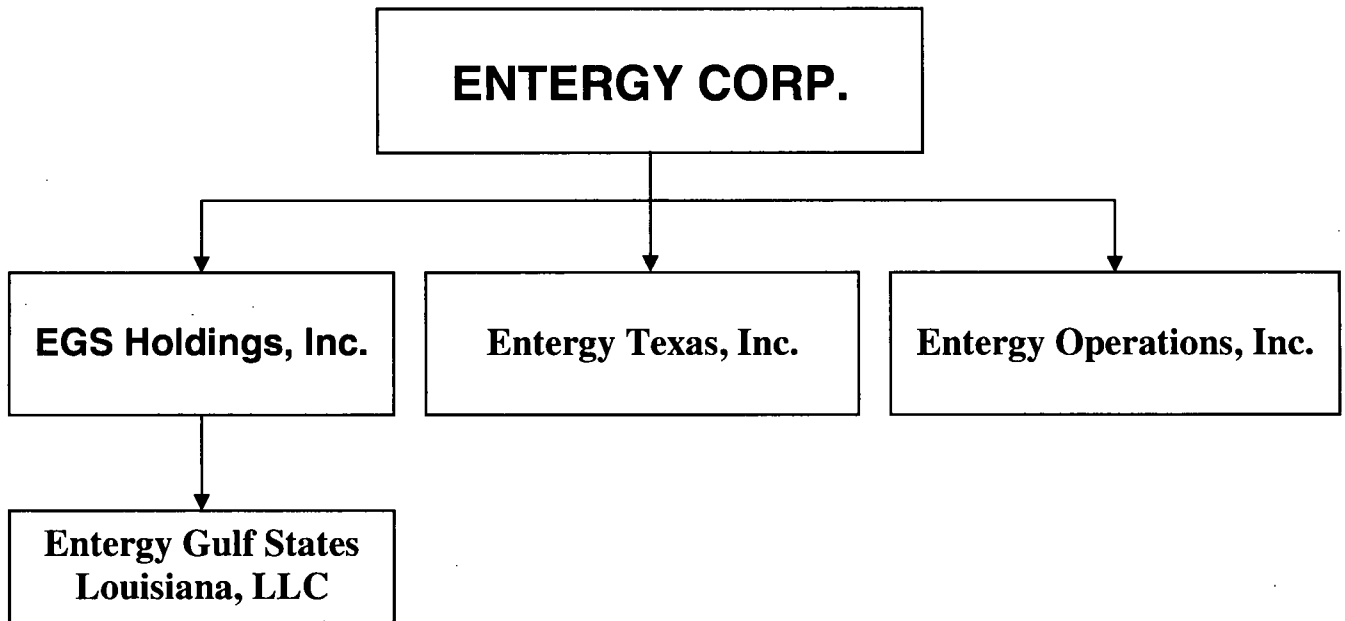 ENTERGY CORP.
EGS Holdings, Inc.
Entergy Texas, Inc.
Entergy Operations, Inc.
Entergy Gulf States
Louisiana, LLC